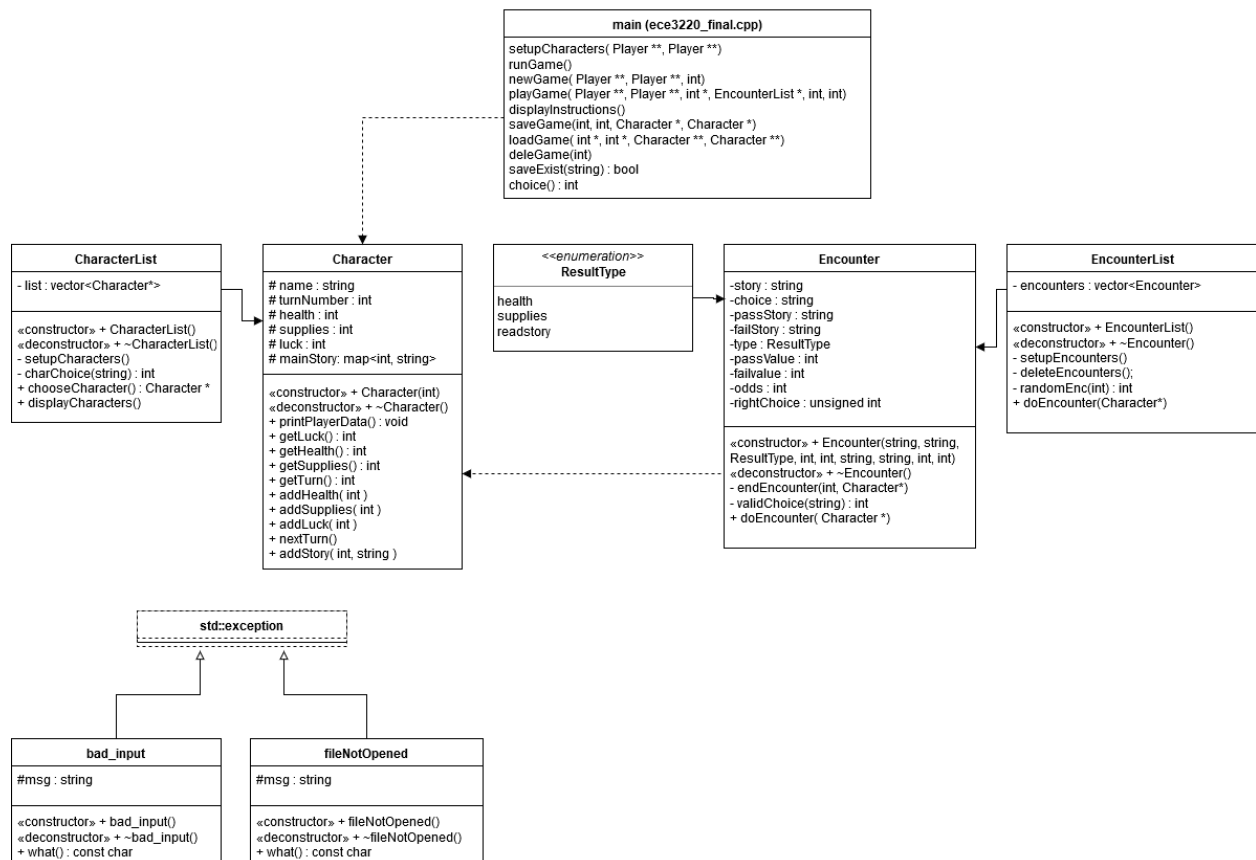 main (ece3220_final.cpp)
setupCharacters( Player **, Player **)
runGame()
newGame( Player **, Player **, int)
playGame( Player **, Player **, int *, EncounterList *, int, int)
displayInstructions()
saveGame(int, int, Character *, Character *)
loadGame( int *, int *, Character **, Character **)
deleGame(int)
saveExist(string) : bool
choice() : int
CharacterList
- list : vector<Character*>
«constructor» + CharacterList()
«deconstructor» + ~CharacterList()
- setupCharacters()
- charChoice(string) : int
+ chooseCharacter() : Character *
+ displayCharacters()
Character
# name : string
# turnNumber : int
# health : int
# supplies : int
# luck : int
# mainStory: map<int, string>
«constructor» + Character(int)
«deconstructor» + ~Character()
+ printPlayerData() : void
+ getLuck() : int
+ getHealth() : int
+ getSupplies() : int
+ getTurn() : int
+ addHealth( int )
+ addSupplies( int )
+ addLuck( int )
+ nextTurn()
+ addStory( int, string )
<<enumeration>>
ResultType
health
supplies
readstory
Encounter
-story : string
-choice : string
-passStory : string
-failStory : string
-type : ResultType
-passValue : int
-failvalue : int
-odds : int
-rightChoice : unsigned int
«constructor» + Encounter(string, string,
ResultType, int, int, string, string, int, int)
«deconstructor» + ~Encounter()
- endEncounter(int, Character*)
- validChoice(string) : int
+ doEncounter( Character *)
EncounterList
- encounters : vector<Encounter>
«constructor» + EncounterList()
«deconstructor» + ~Encounter()
- setupEncounters()
- deleteEncounters();
- randomEnc(int) : int
+ doEncounter(Character*)
std::exception
bad_input
#msg : string
«constructor» + bad_input()
«deconstructor» + ~bad_input()
+ what() : const char
fileNotOpened
#msg : string
«constructor» + fileNotOpened()
«deconstructor» + ~fileNotOpened()
+ what() : const char